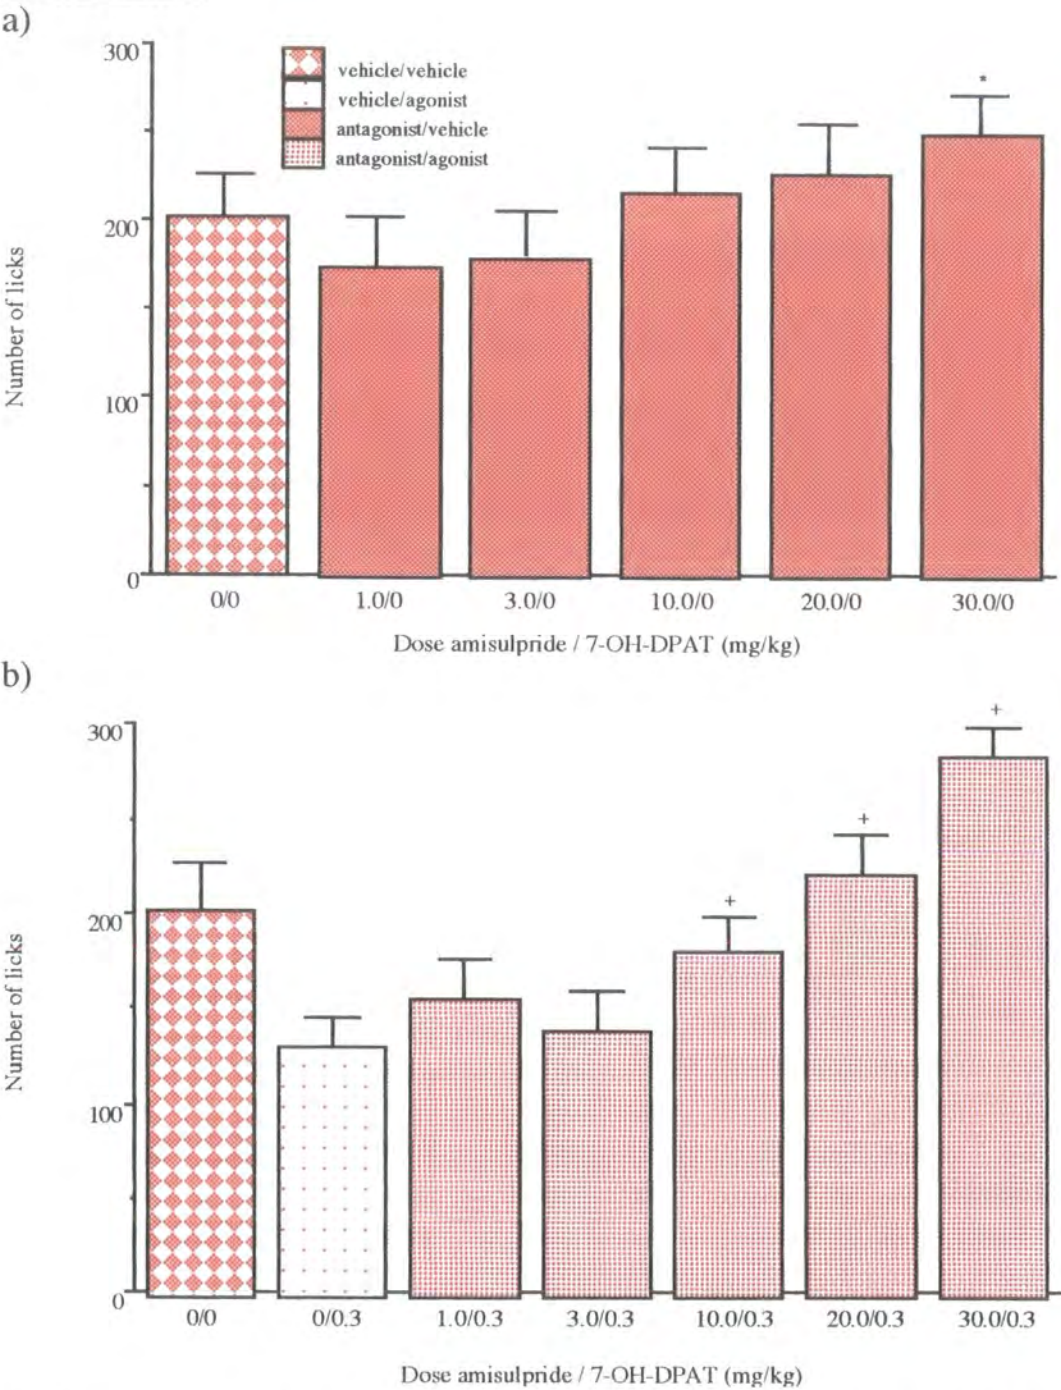 a)
300
200
100
0
Number of licks
vehicle/vehicle
vehicle/agonist
antagonist/vehicle
antagonist/agonist
*
0/0 1.0/0 3.0/0 10.0/0 20.0/0 30.0/0
Dose amisulpride / 7-OH-DPAT (mg/kg)
b)
300
200
100
0
Number of licks
+
+
+
0/0 0/0.3 1.0/0.3 3.0/0.3 10.0/0.3 20.0/0.3 30.0/0.3
Dose amisulpride / 7-OH-DPAT (mg/kg)